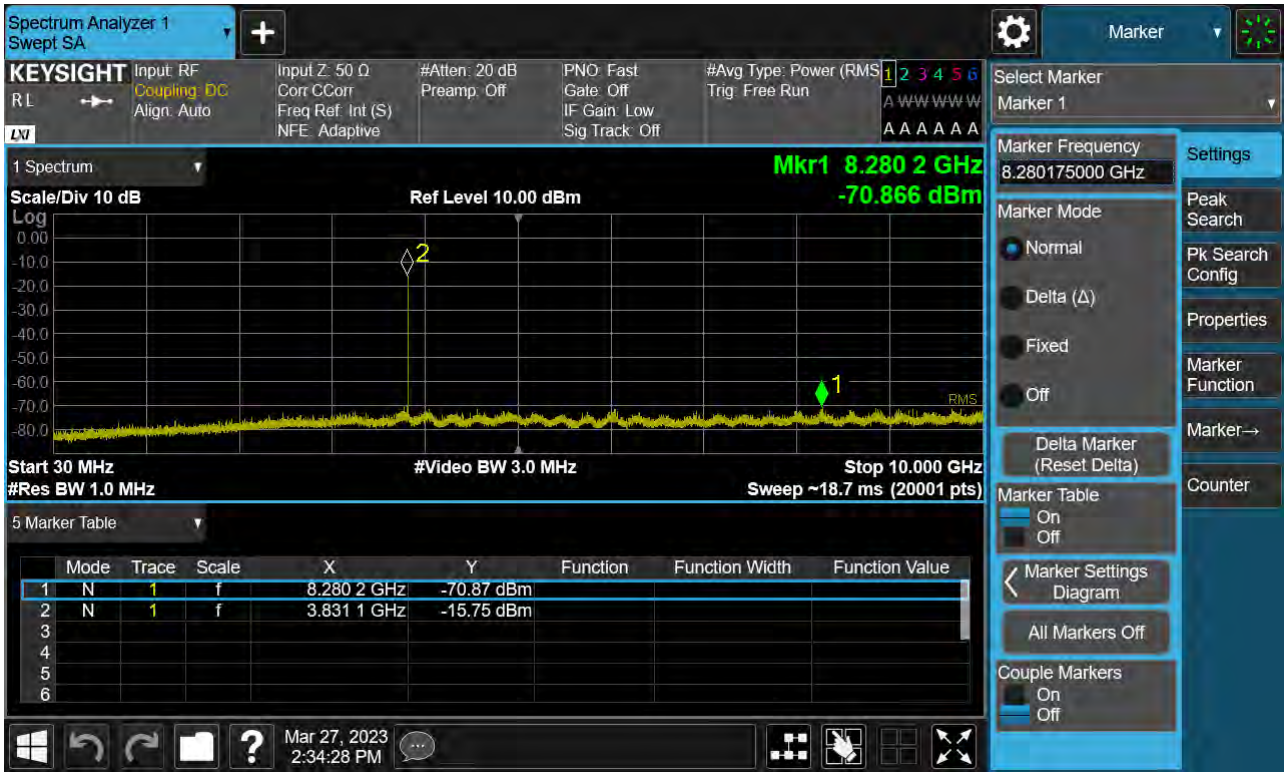 Spectrum Analyzer 1
Swept SA
+
Marker
KEYSIGHT
RL
LXI
Input: RF
Coupling: DC
Align: Auto
Input Z: 50 Ω
Corr CCorr
Freq Ref: Int (S)
NFE: Adaptive
#Atten: 20 dB
Preamp: Off
PNO: Fast
Gate: Off
IF Gain: Low
Sig Track: Off
#Avg Type: Power (RMS
Trig: Free Run
1 2 3 4 5 6
A W W W W W
A A A A A A
Select Marker
Marker 1
1 Spectrum
Mkr1 8.280 2 GHz
-70.866 dBm
Scale/Div 10 dB
Ref Level 10.00 dBm
Log
0.00
-10.0
-20.0
-30.0
-40.0
-50.0
-60.0
-70.0
-80.0
2
1
RMS
Start 30 MHz
#Video BW 3.0 MHz
Stop 10.000 GHz
#Res BW 1.0 MHz
Sweep ~18.7 ms (20001 pts)
5 Marker Table
Mode Trace Scale X Y Function Function Width Function Value
1 N 1 f 8.280 2 GHz -70.87 dBm
2 N 1 f 3.831 1 GHz -15.75 dBm
3
4
5
6
Mar 27, 2023
2:34:28 PM
?
Marker Frequency
8.280175000 GHz
Marker Mode
Normal
Delta (Δ)
Fixed
Off
Delta Marker
(Reset Delta)
Marker Table
On
Off
Marker Settings
Diagram
All Markers Off
Couple Markers
On
Off
Settings
Peak
Search
Pk Search
Config
Properties
Marker
Function
Marker→
Counter